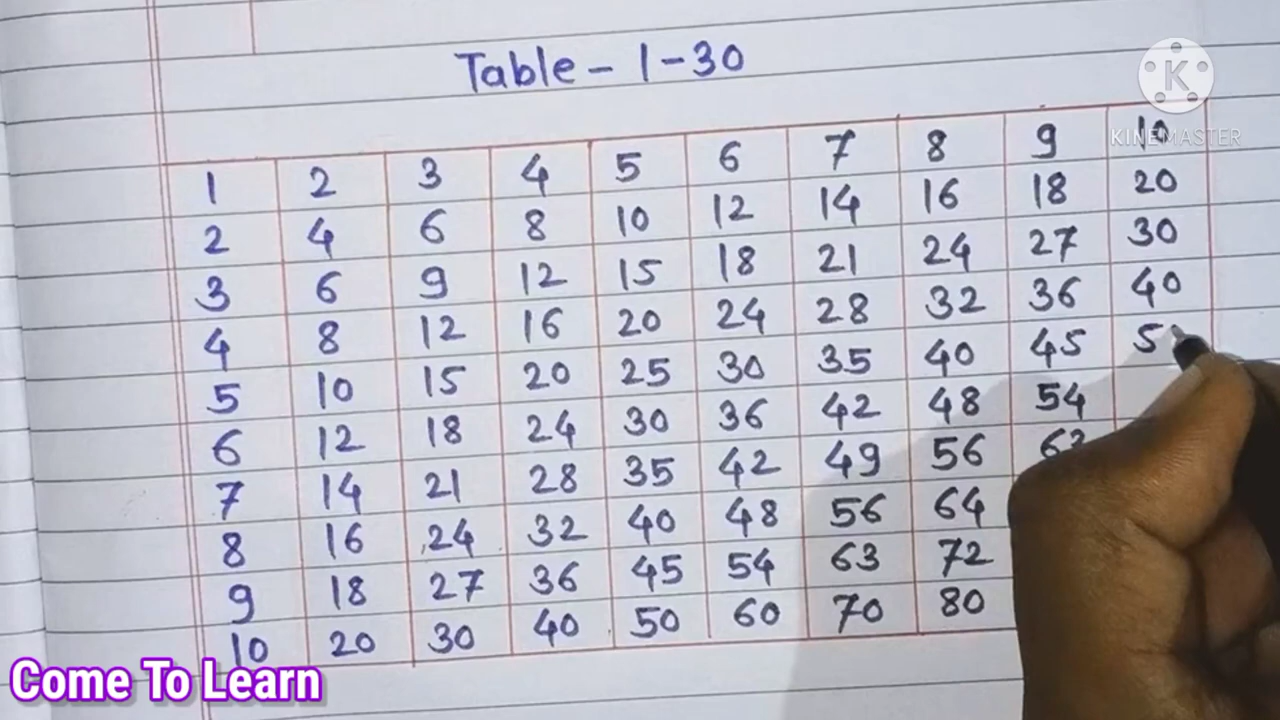 Table - 1-30
K
KINEMASTER
1 2 3 4 5 6 7 8 9 10
2 4 6 8 10 12 14 16 18 20
3 6 9 12 15 18 21 24 27 30
4 8 12 16 20 24 28 32 36 40
5 10 15 20 25 30 35 40 45
6 12 18 24 30 36 42 48 54
7 14 21 28 35 42 49 56
8 16 24 32 40 48 56 64
9 18 27 36 45 54 63 72
10 20 30 40 50 60 70 80
Come To Learn